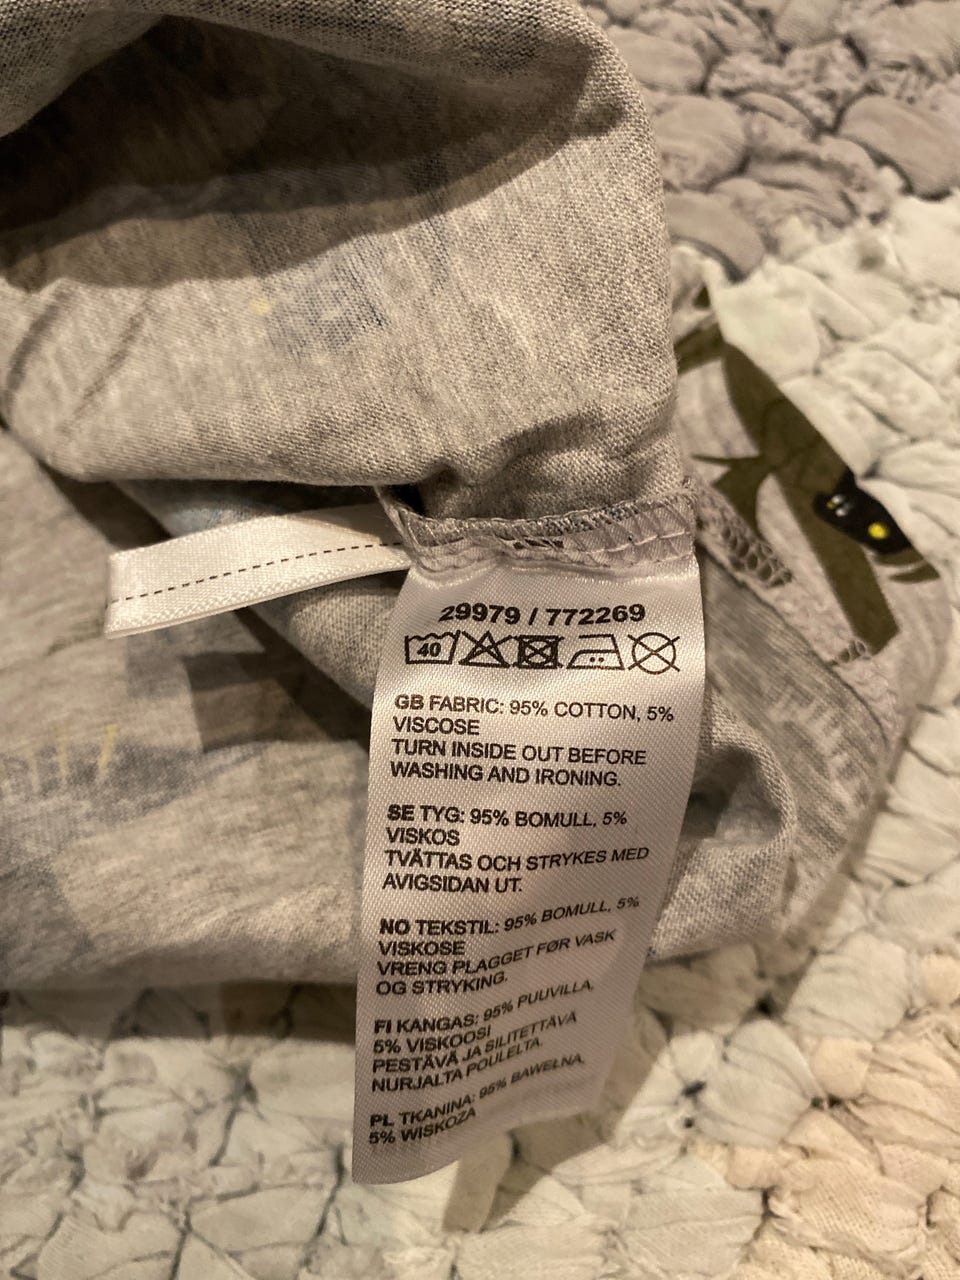 29979 / 772269
40
GB FABRIC: 95% COTTON, 5%
VISCOSE
TURN INSIDE OUT BEFORE
WASHING AND IRONING.
SE TYG: 95% BOMULL, 5%
VISKOS
TVÄTTAS OCH STRYKES MED
AVIGSIDAN UT.
NO TEKSTIL: 95% BOMULL, 5%
VISKOSE
VRENG PLAGGET FØR VASK
OG STRYKING.
FI KANGAS: 95% PUUVILLA,
5% VISKOOSI
PESTÄVÄ JA SILITETTÄVÄ
NURJALTA POULELTA.
PL TKANINA: 95% BAWEŁNA,
5% WISKOZA